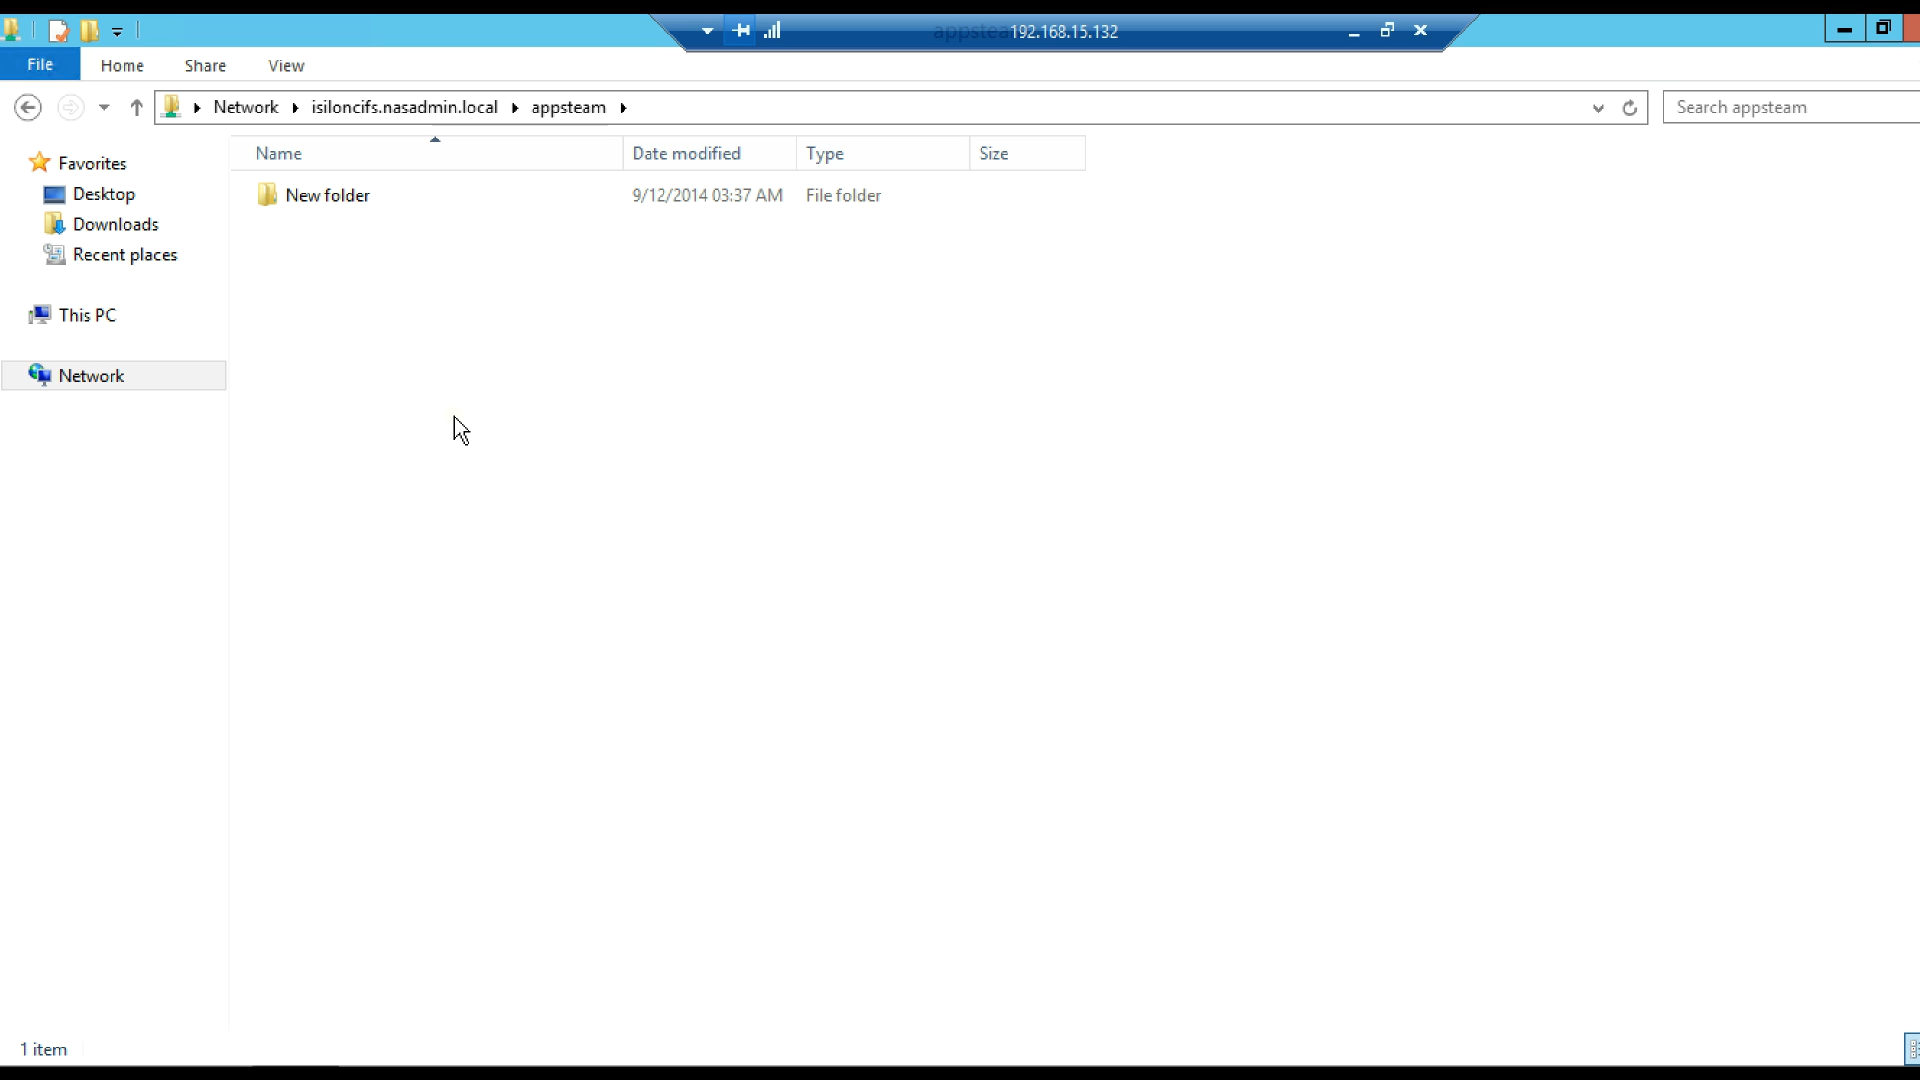 appsteam 192.168.15.132
File Home Share View
Network isiloncifs.nasadmin.local appsteam Search appsteam
Name Date modified Type Size
Favorites
New folder 9/12/2014 03:37 AM File folder
Desktop
Downloads
Recent places
This PC
Network
1 item